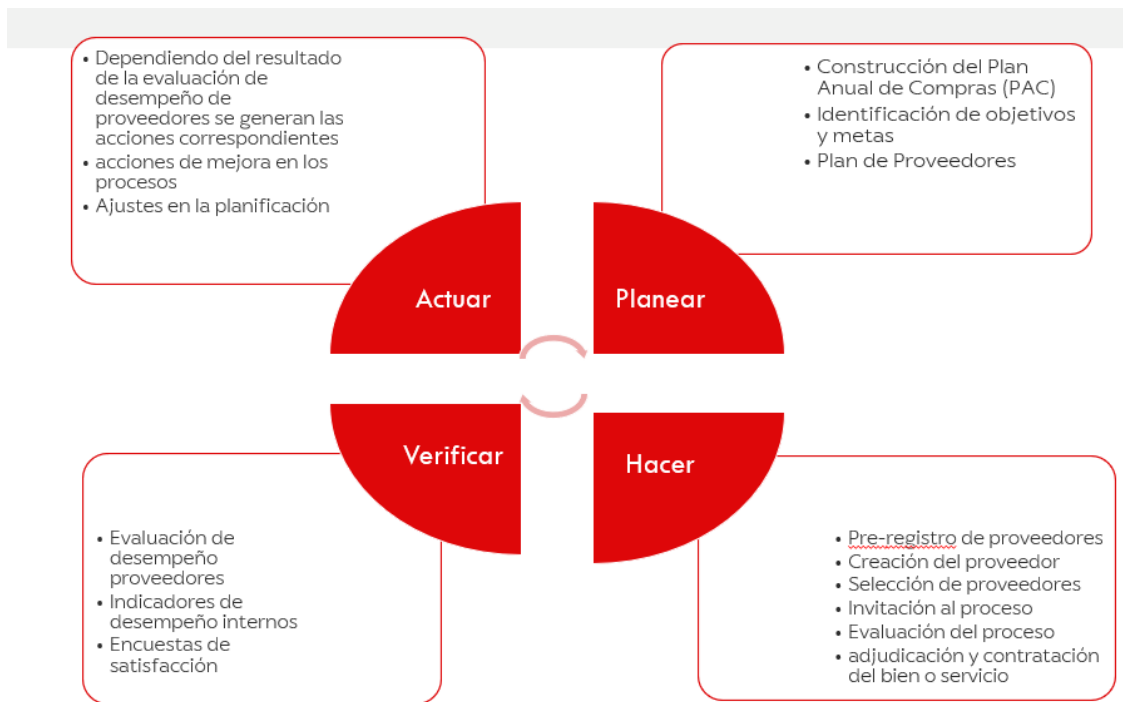 • Dependiendo del resultado
de la evaluación de
desempeño de
proveedores se generan las
acciones correspondientes
• acciones de mejora en los
procesos
• Ajustes en la planificación
• Construcción del Plan
Anual de Compras (PAC)
• Identificación de objetivos
y metas
• Plan de Proveedores
Actuar
Planear
Verificar
Hacer
• Evaluación de
desempeño
proveedores
• Indicadores de
desempeño internos
• Encuestas de
satisfacción
• Pre-registro de proveedores
• Creación del proveedor
• Selección de proveedores
• Invitación al proceso
• Evaluación del proceso
• adjudicación y contratación
del bien o servicio